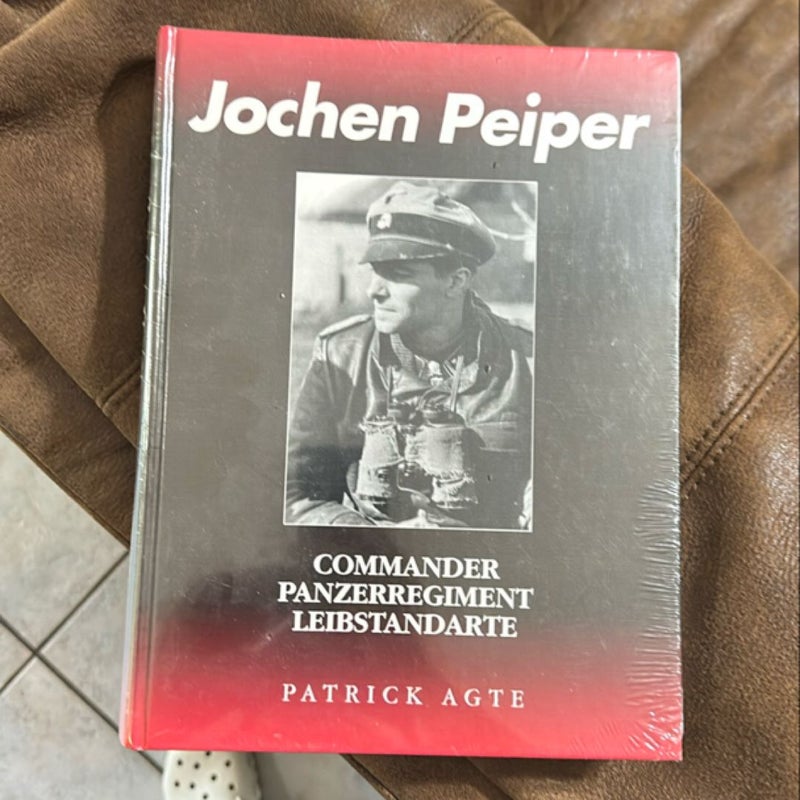 Jochen Peiper
COMMANDER
PANZERREGIMENT
LEIBSTANDARTE
PATRICK AGTE